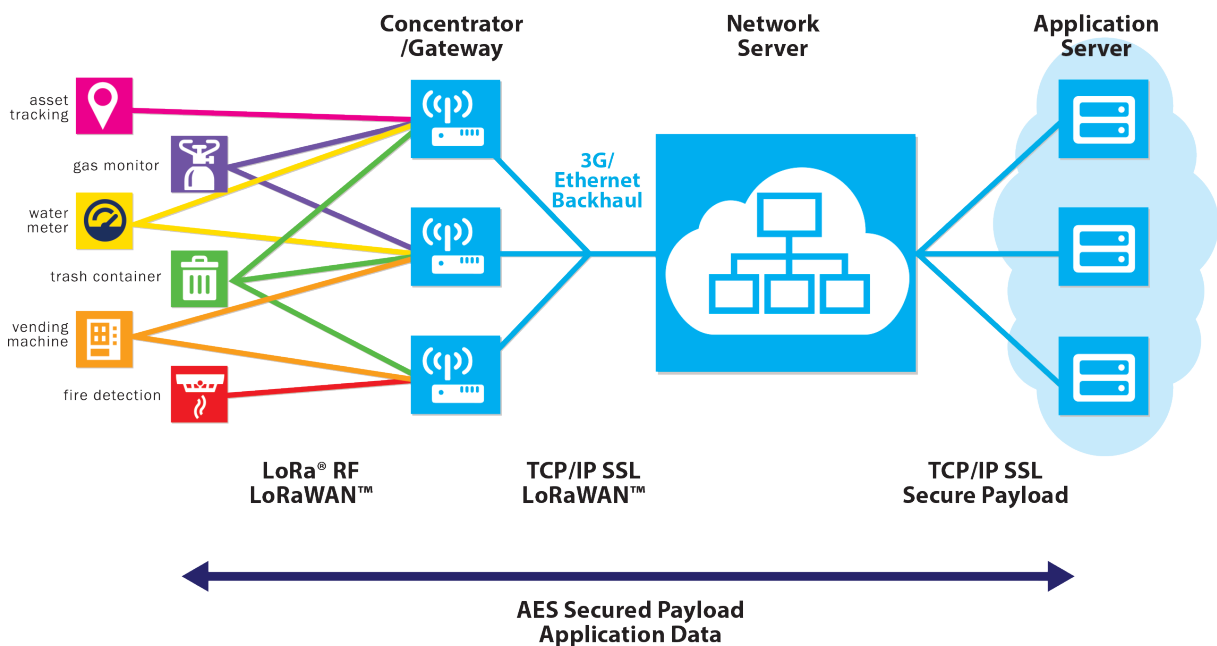 Concentrator
/Gateway
Network
Server
Application
Server
asset
tracking
gas monitor
water
meter
trash container
vending
machine
fire detection
3G/
Ethernet
Backhaul
LoRa® RF
LoRaWAN™
TCP/IP SSL
LoRaWAN™
TCP/IP SSL
Secure Payload
AES Secured Payload
Application Data